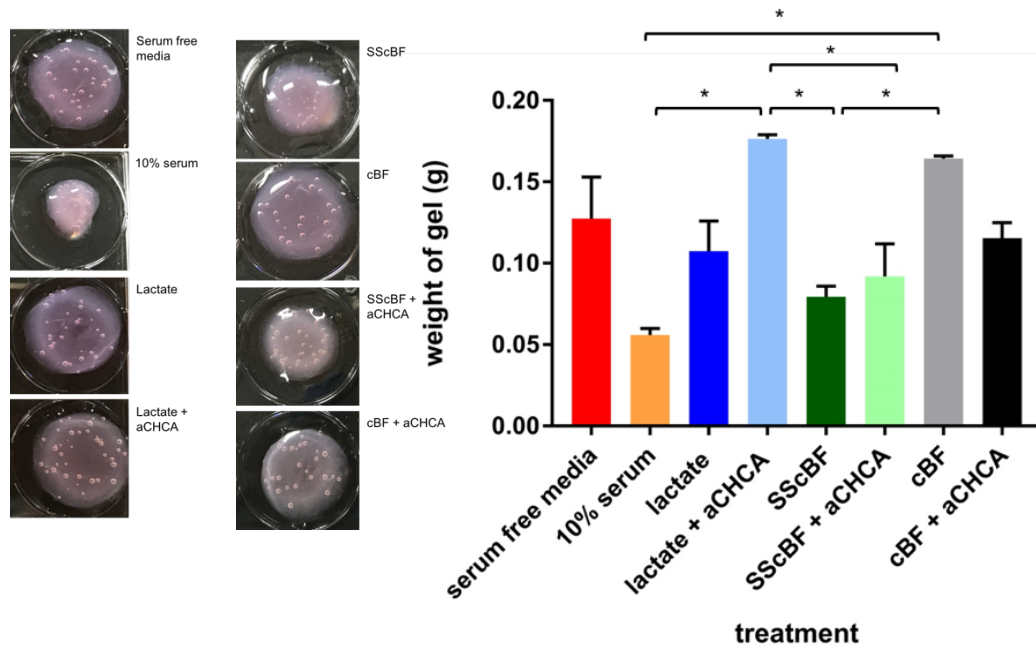 Serum free
media
10% serum
Lactate
Lactate +
aCHCA
SScBF
cBF
SScBF +
aCHCA
cBF + aCHCA
*
*
*
*
*
0.20
0.15
0.10
0.05
0.00
weight of gel (g)
serum free media
10% serum
lactate
lactate + aCHCA
SScBF
SScBF + aCHCA
cBF
cBF + aCHCA
treatment